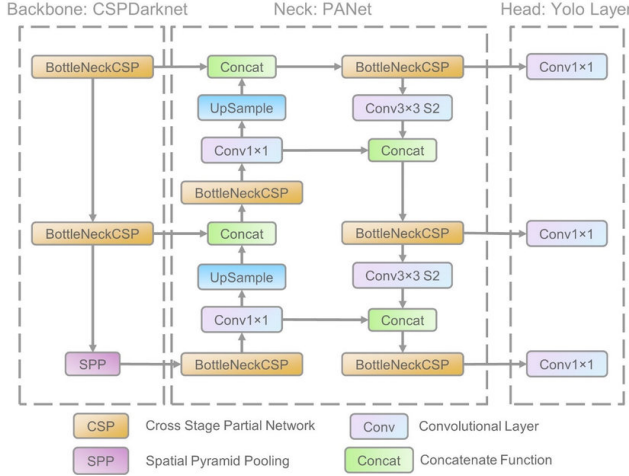 Backbone: CSPDarknet Neck: PANet Head: Yolo Layer
BottleNeckCSP Concat BottleNeckCSP Conv1×1
UpSample Conv3×3 S2
Conv1×1 Concat
BottleNeckCSP
BottleNeckCSP Concat BottleNeckCSP Conv1×1
UpSample Conv3×3 S2
Conv1×1 Concat
SPP BottleNeckCSP BottleNeckCSP Conv1×1
CSP Cross Stage Partial Network Conv Convolutional Layer
SPP Spatial Pyramid Pooling Concat Concatenate Function